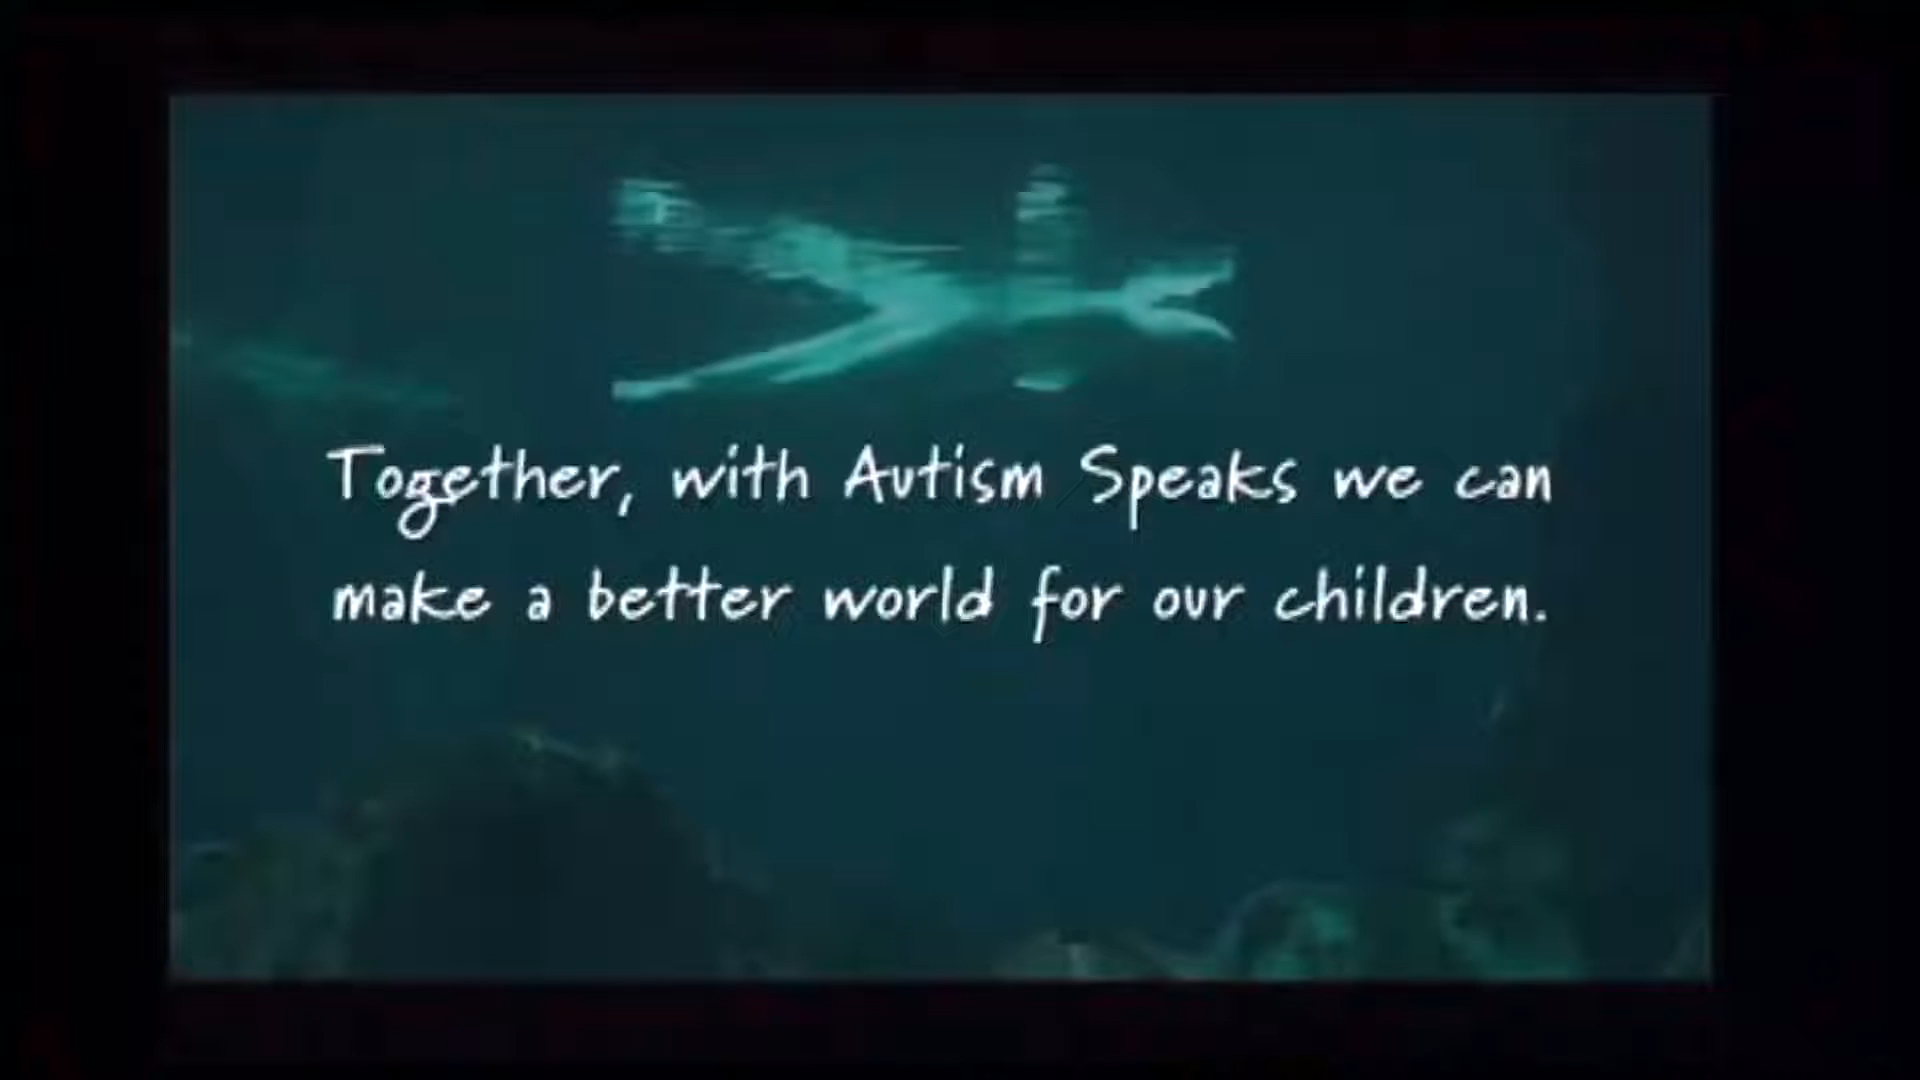 Together, with Autism Speaks we can
make a better world for our children.